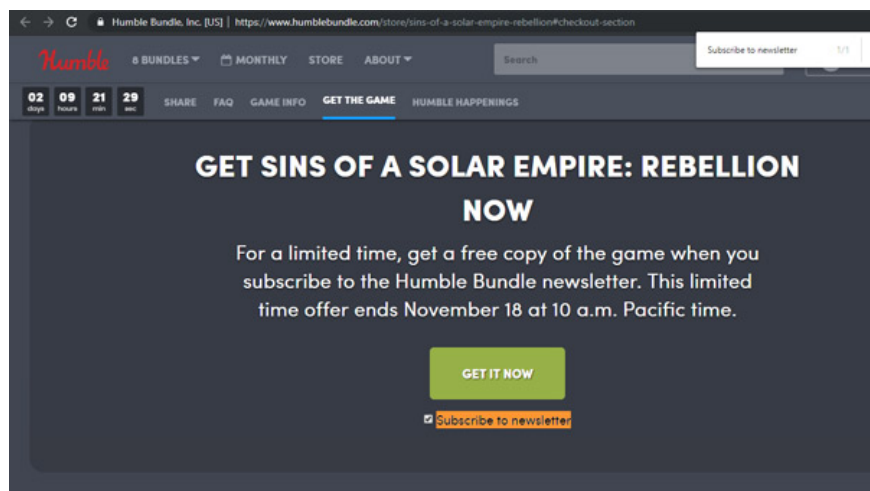 Humble Bundle, Inc. [US] | https://www.humblebundle.com/store/sins-of-a-solar-empire-rebellion#checkout-section
Humble 8 BUNDLES MONTHLY STORE ABOUT Search Subscribe to newsletter 1/1
02 09 21 29 SHARE FAQ GAME INFO GET THE GAME HUMBLE HAPPENINGS
days hours min sec
GET SINS OF A SOLAR EMPIRE: REBELLION
NOW
For a limited time, get a free copy of the game when you
subscribe to the Humble Bundle newsletter. This limited
time offer ends November 18 at 10 a.m. Pacific time.
GET IT NOW
Subscribe to newsletter